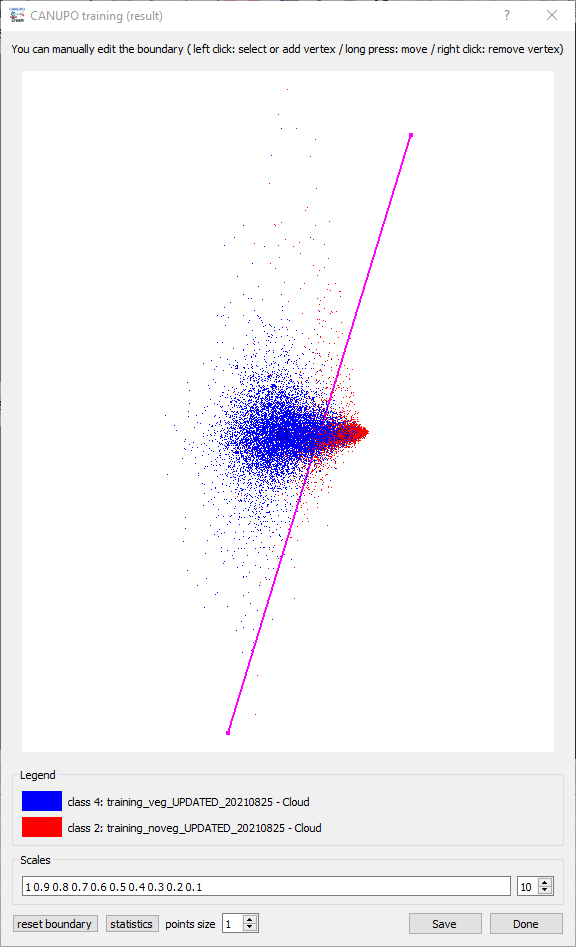 CANUPO training (result)
You can manually edit the boundary ( left click: select or add vertex / long press: move / right click: remove vertex)
Legend
class 4: training_veg_UPDATED_20210825 - Cloud
class 2: training_noveg_UPDATED_20210825 - Cloud
Scales
1 0.9 0.8 0.7 0.6 0.5 0.4 0.3 0.2 0.1 10
reset boundary statistics points size 1 Save Done